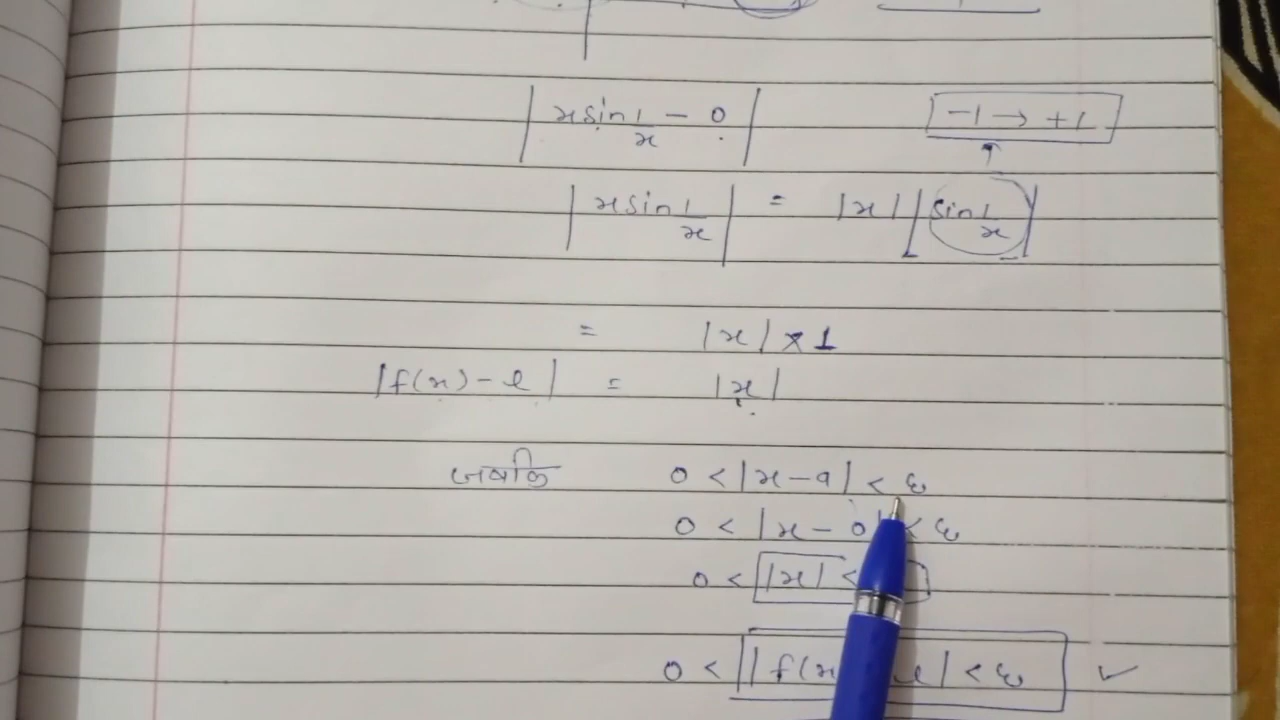 |x sin 1/x - 0|
-1 → +1
|x sin 1/x| = |x| |sin 1/x|
= |x| × 1
|f(x) - l| = |x|
जबकि 0 < |x - a| < ε
0 < |x - 0| < ε
0 < |x| <
0 < |f(x) l| < ε ✓